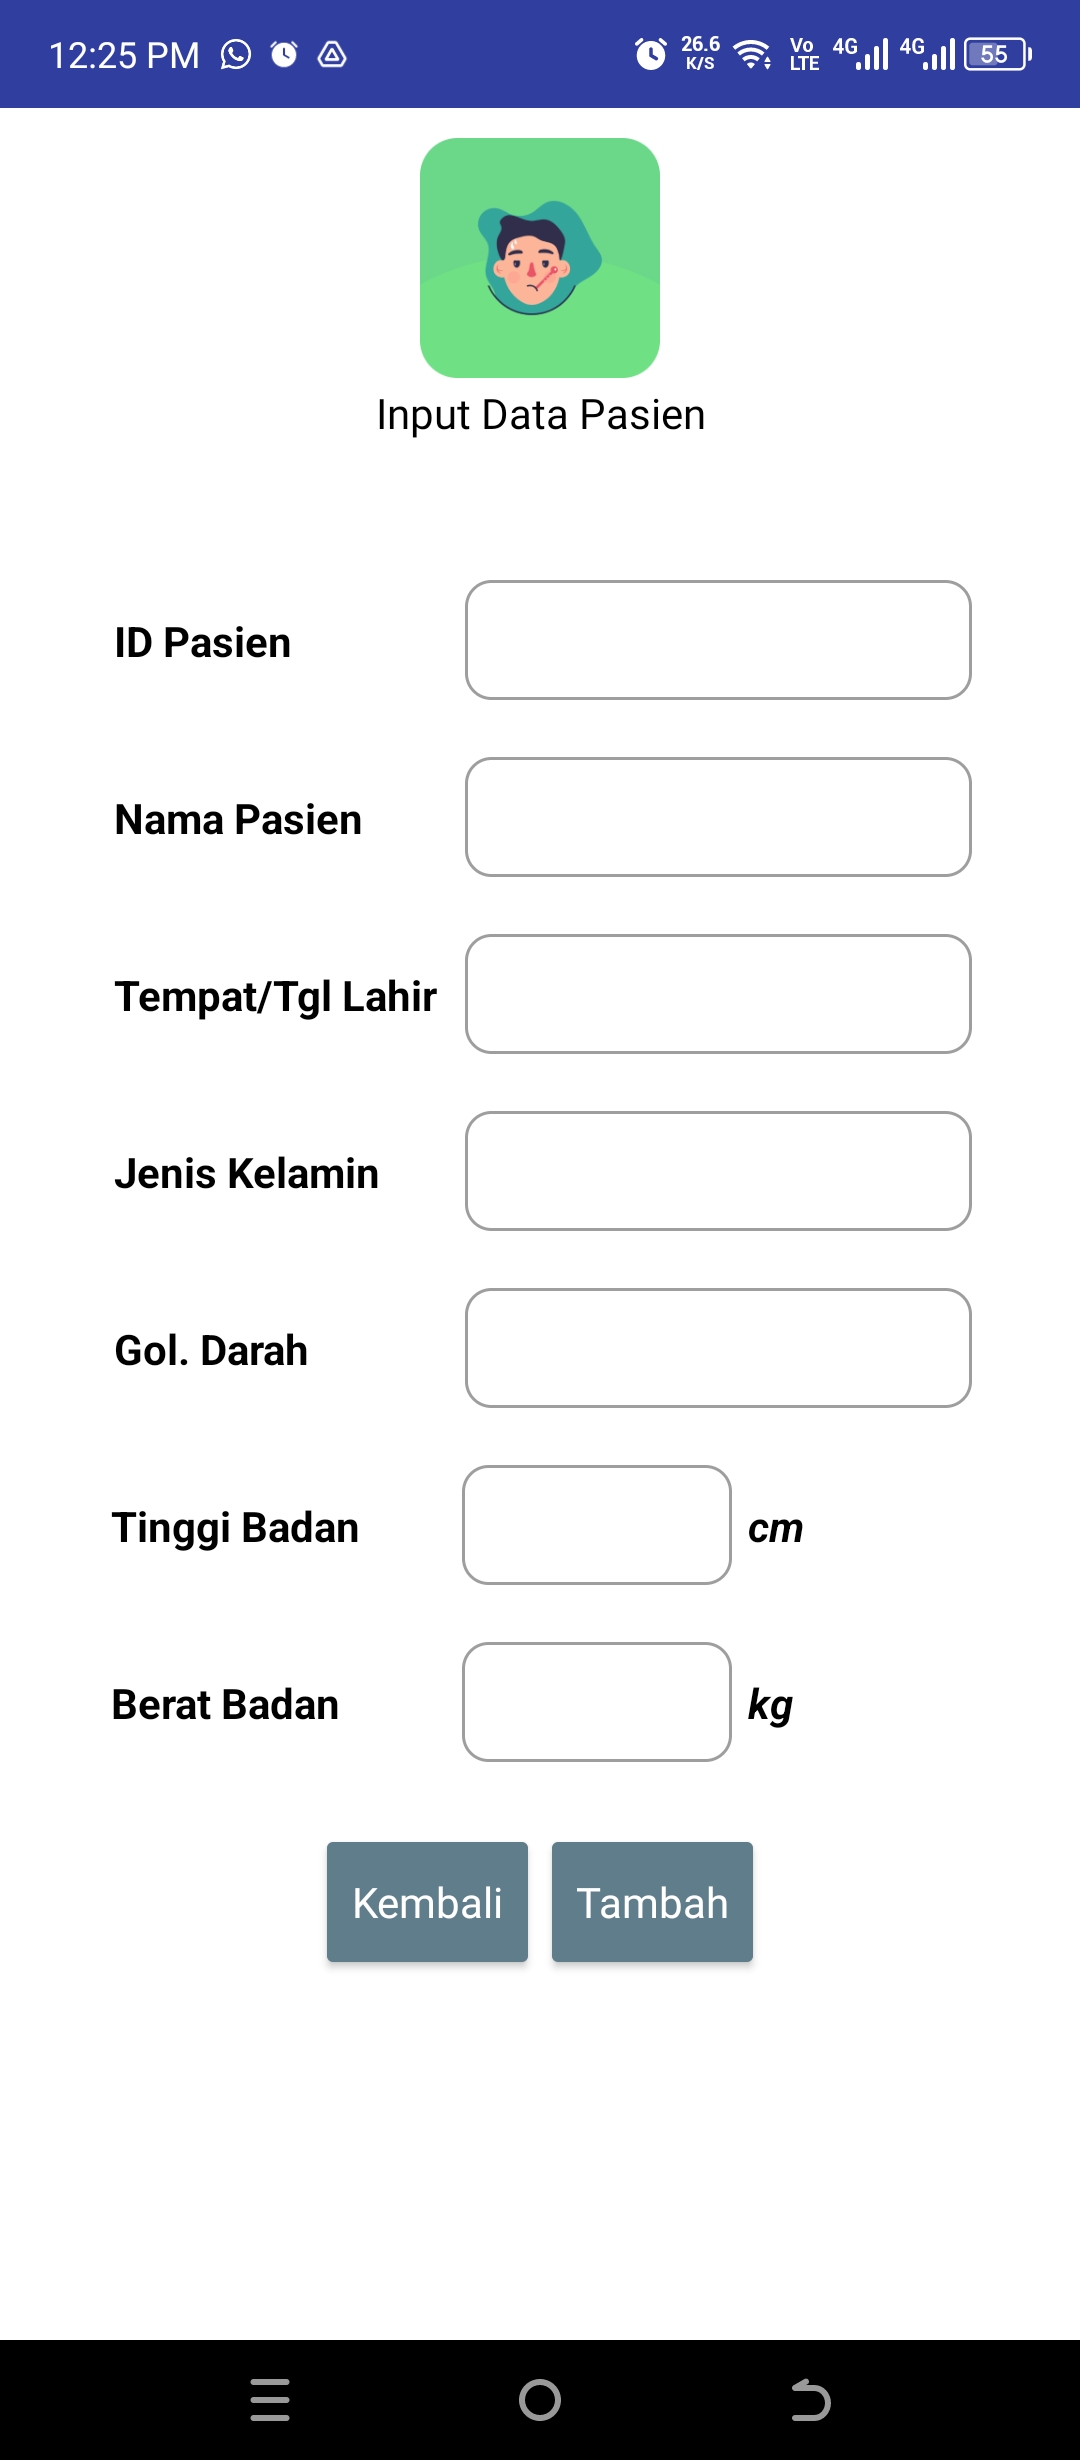 12:25 PM 26.6 K/S Vo LTE 4G 4G 55
Input Data Pasien
ID Pasien
Nama Pasien
Tempat/Tgl Lahir
Jenis Kelamin
Gol. Darah
Tinggi Badan cm
Berat Badan kg
Kembali Tambah